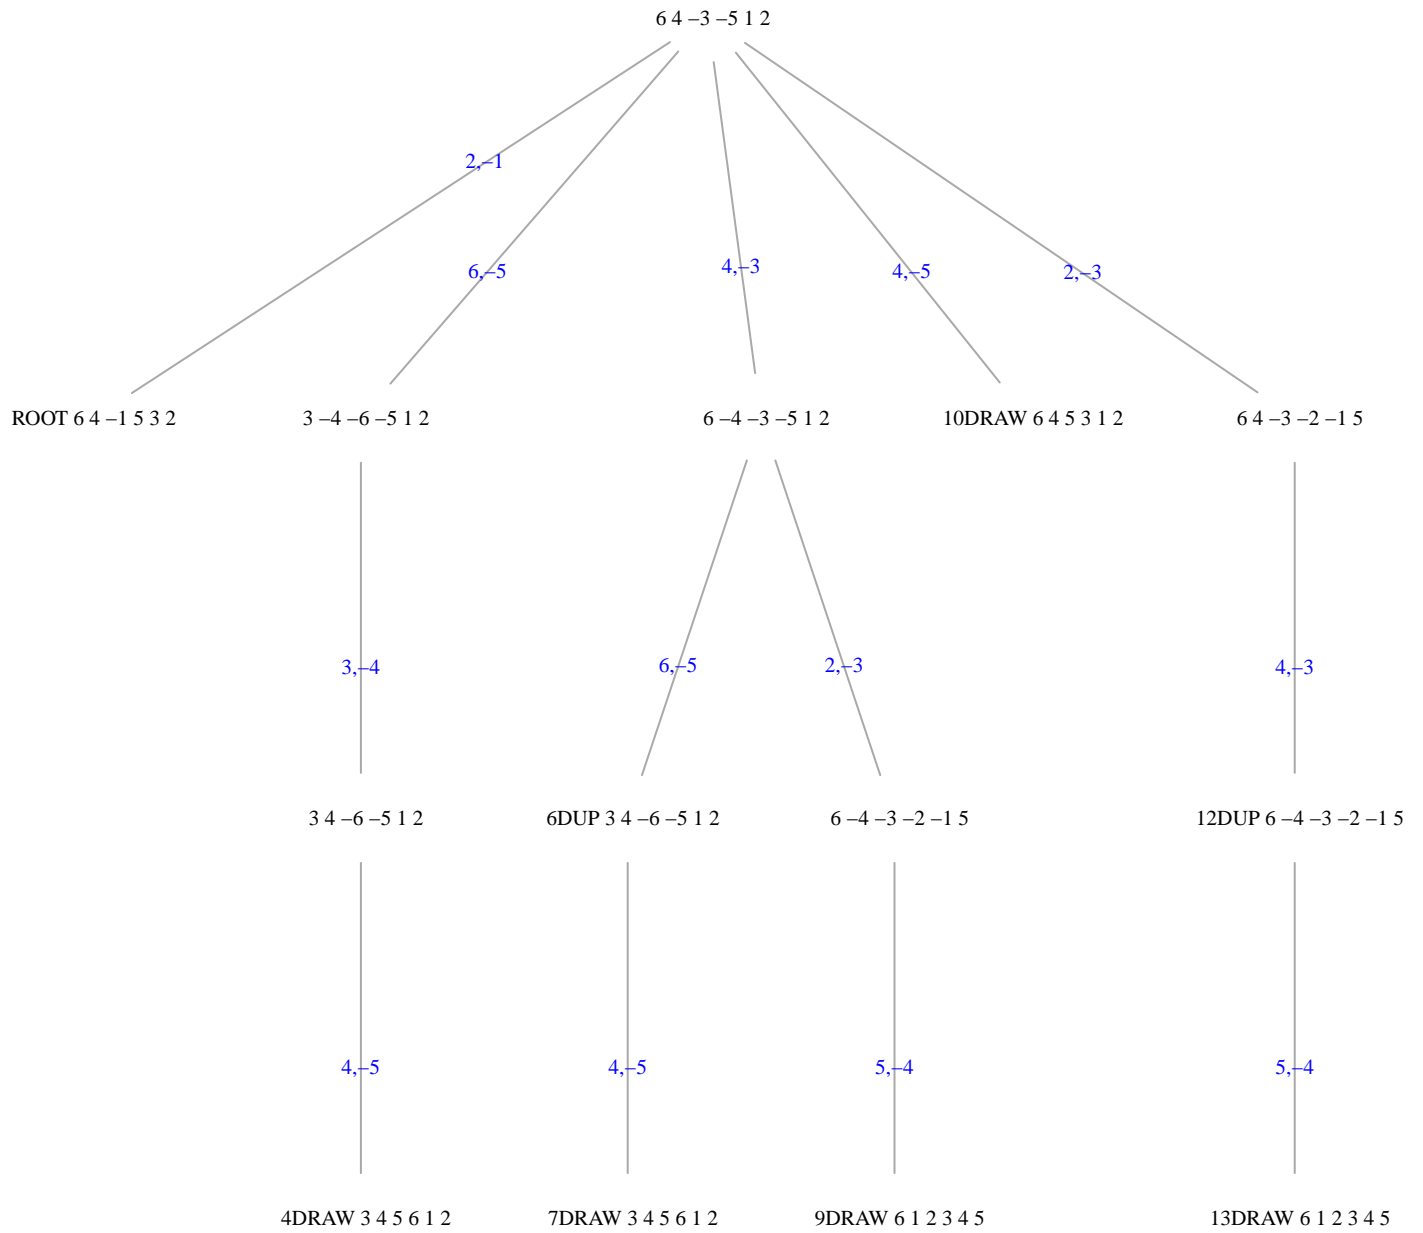 6 4 –3 –5 1 2
2,–1
6,–5
4,–3
4,–5
2,–3
ROOT 6 4 –1 5 3 2
3 –4 –6 –5 1 2
6 –4 –3 –5 1 2
10DRAW 6 4 5 3 1 2
6 4 –3 –2 –1 5
3,–4
6,–5
2,–3
4,–3
3 4 –6 –5 1 2
6DUP 3 4 –6 –5 1 2
6 –4 –3 –2 –1 5
12DUP 6 –4 –3 –2 –1 5
4,–5
4,–5
5,–4
5,–4
4DRAW 3 4 5 6 1 2
7DRAW 3 4 5 6 1 2
9DRAW 6 1 2 3 4 5
13DRAW 6 1 2 3 4 5